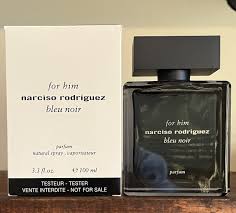 for him
narciso rodriguez
bleu noir
parfum
natural spray . vaporisateur
3.3 fl.oz. ℮ 100 ml
TESTEUR - TESTER
VENTE INTERDITE - NOT FOR SALE
for him
narciso rodriguez
bleu noir
parfum